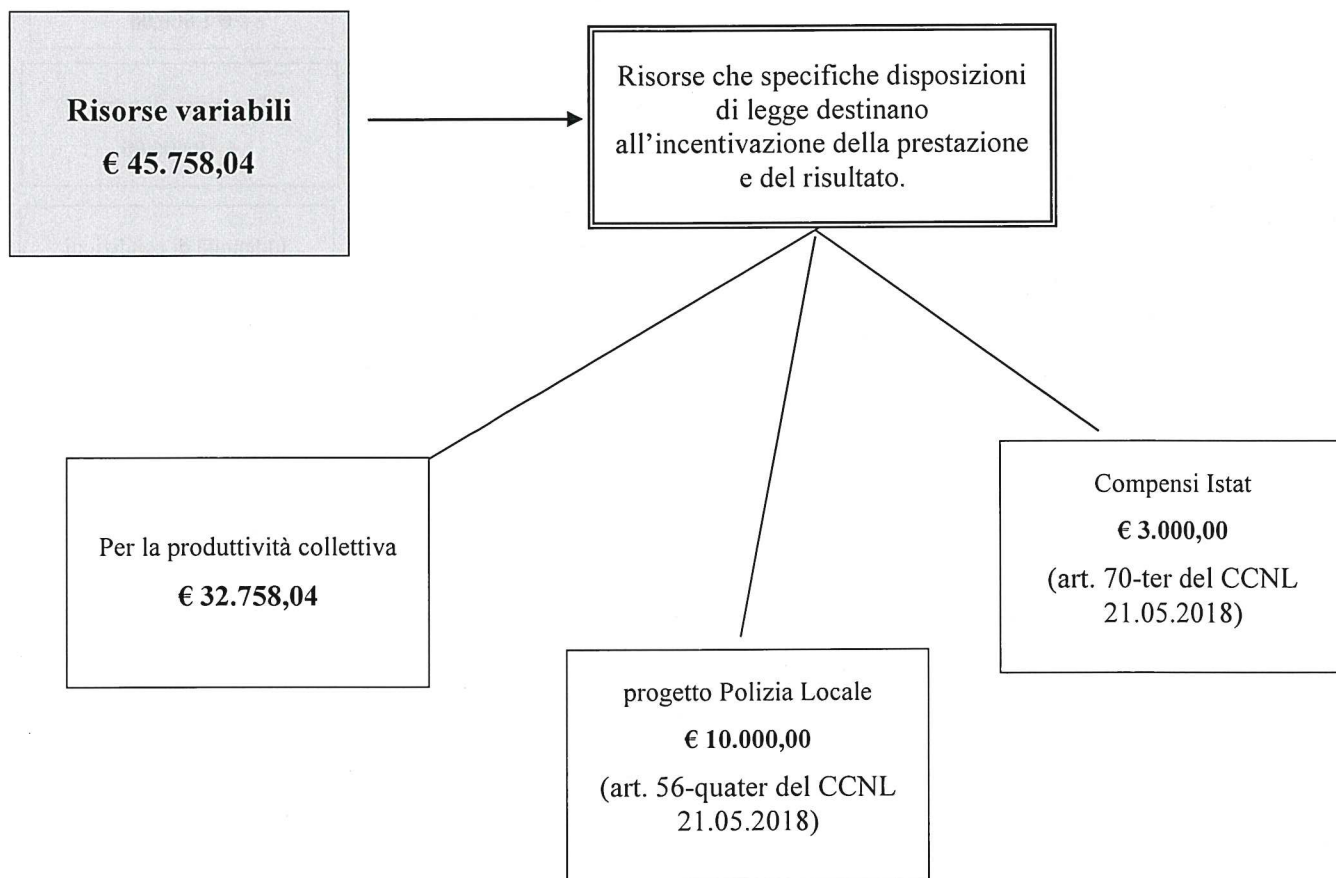 Risorse variabili
€ 45.758,04
Risorse che specifiche disposizioni
di legge destinano
all'incentivazione della prestazione
e del risultato.
Per la produttività collettiva
€ 32.758,04
progetto Polizia Locale
€ 10.000,00
(art. 56-quater del CCNL
21.05.2018)
Compensi Istat
€ 3.000,00
(art. 70-ter del CCNL
21.05.2018)